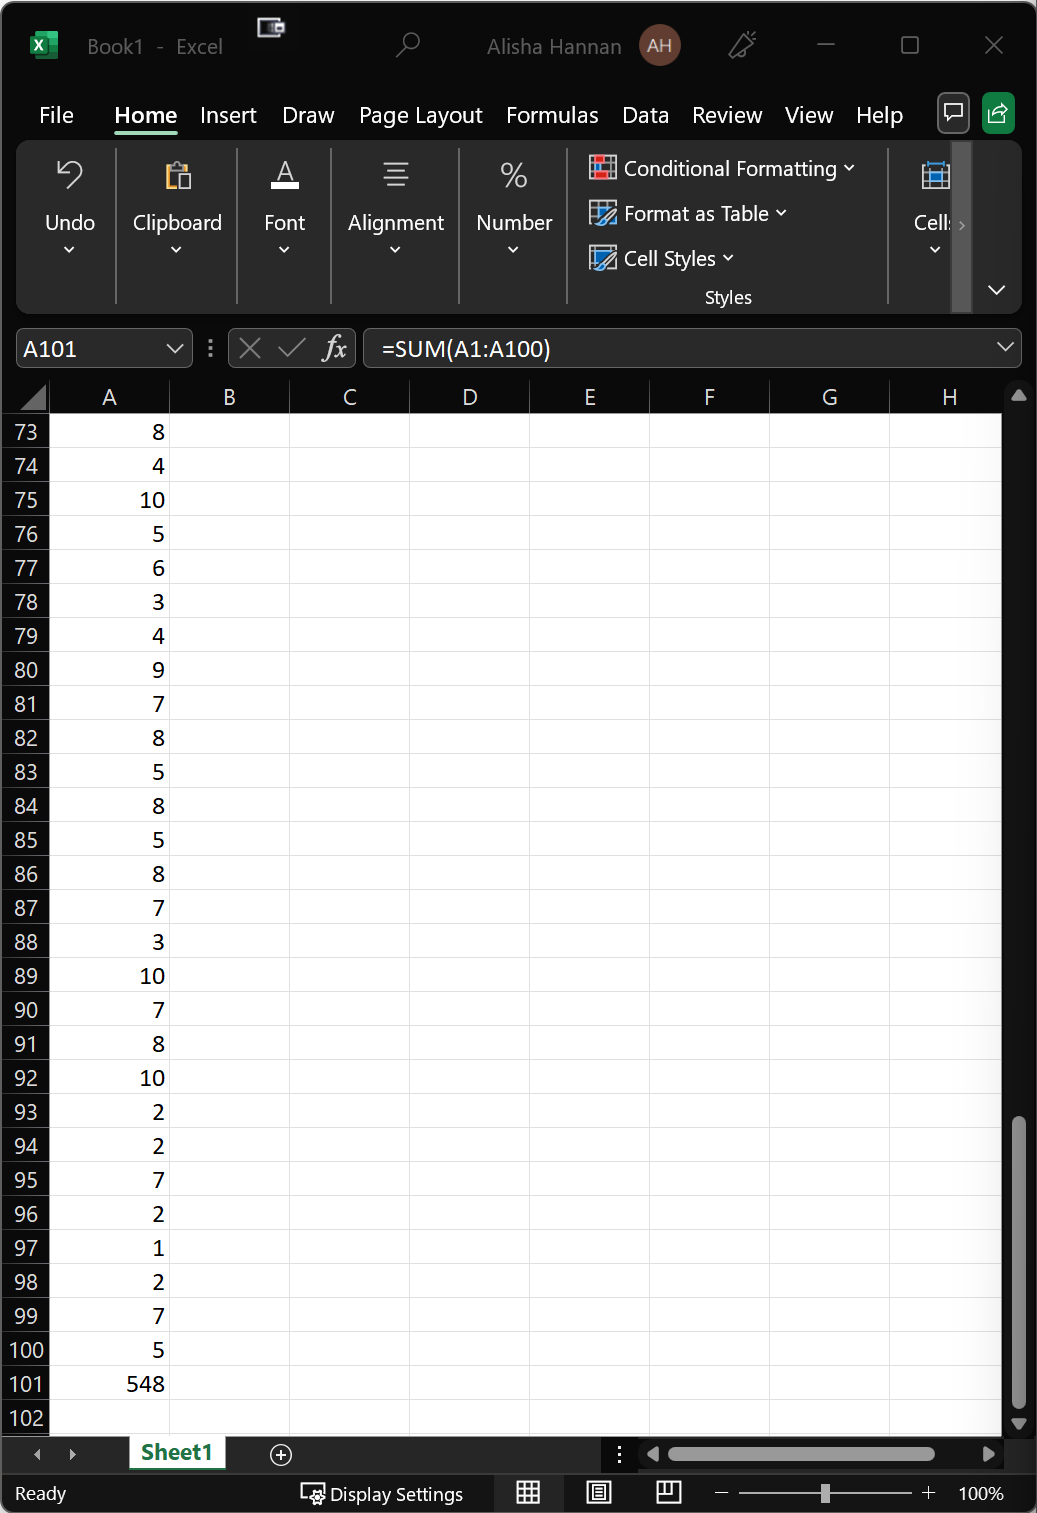 Book1 - Excel
Alisha Hannan
AH
File Home Insert Draw Page Layout Formulas Data Review View Help
Undo
Clipboard
Font
Alignment
Number
Conditional Formatting
Format as Table
Cell Styles
Styles
Cells
A101
fx
=SUM(A1:A100)
A B C D E F G H
73 8
74 4
75 10
76 5
77 6
78 3
79 4
80 9
81 7
82 8
83 5
84 8
85 5
86 8
87 7
88 3
89 10
90 7
91 8
92 10
93 2
94 2
95 7
96 2
97 1
98 2
99 7
100 5
101 548
102
Sheet1
Ready
Display Settings
100%